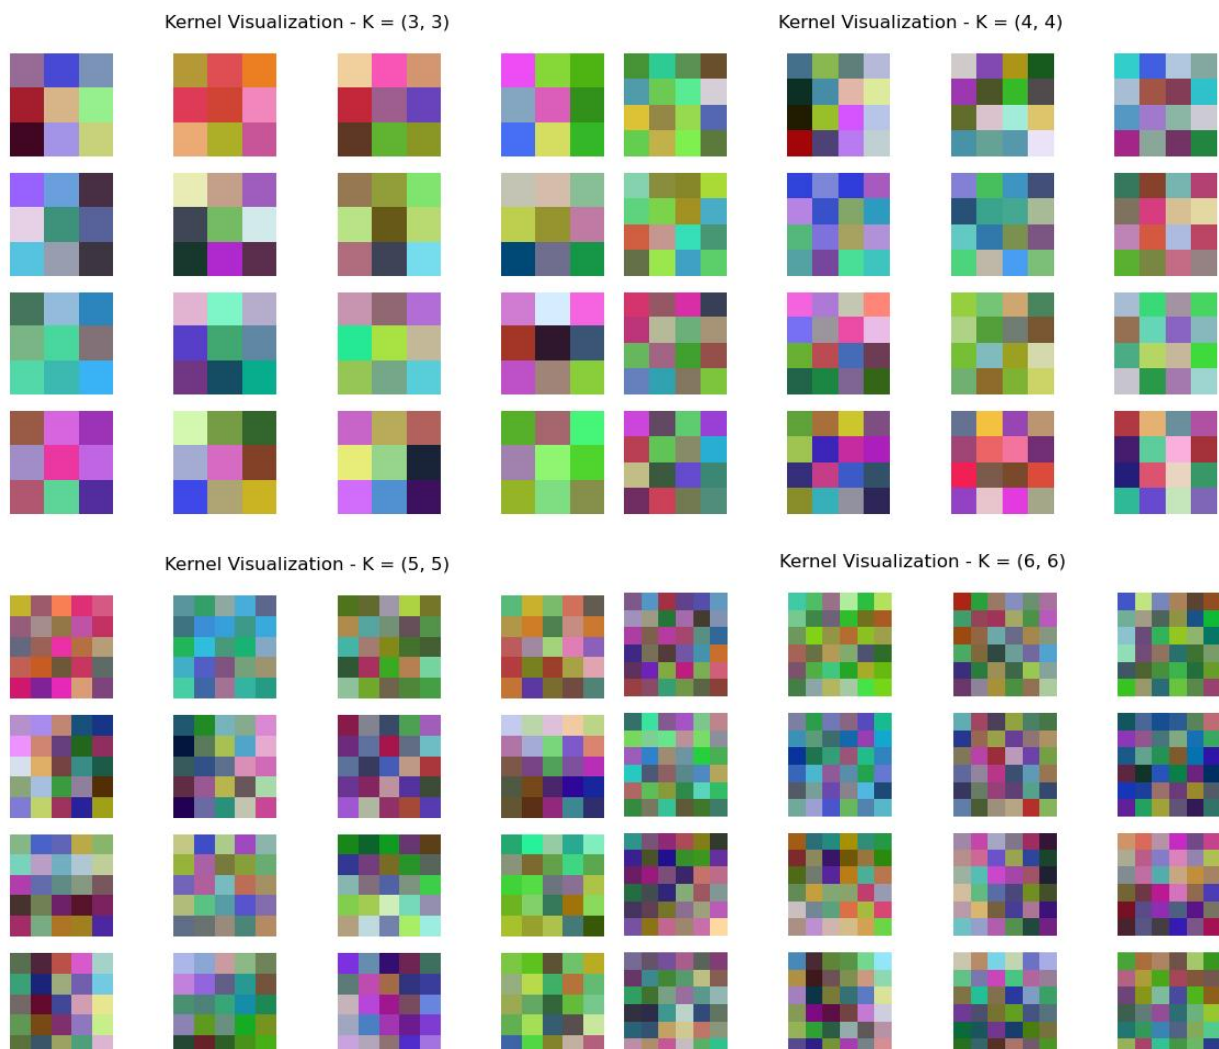 Kernel Visualization - K = (3, 3)
Kernel Visualization - K = (4, 4)
Kernel Visualization - K = (5, 5)
Kernel Visualization - K = (6, 6)